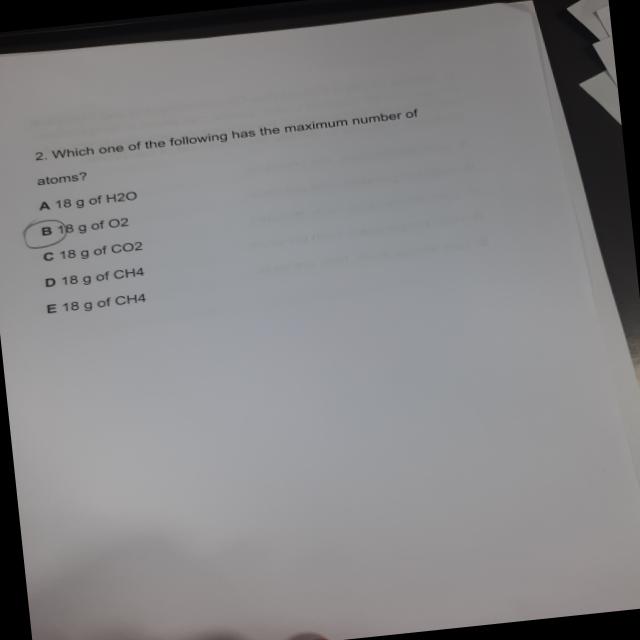 2. Which one of the following has the maximum number of
atoms?
A 18 g of H2O
B 18 g of O2
C 18 g of CO2
D 18 g of CH4
E 18 g of CH4